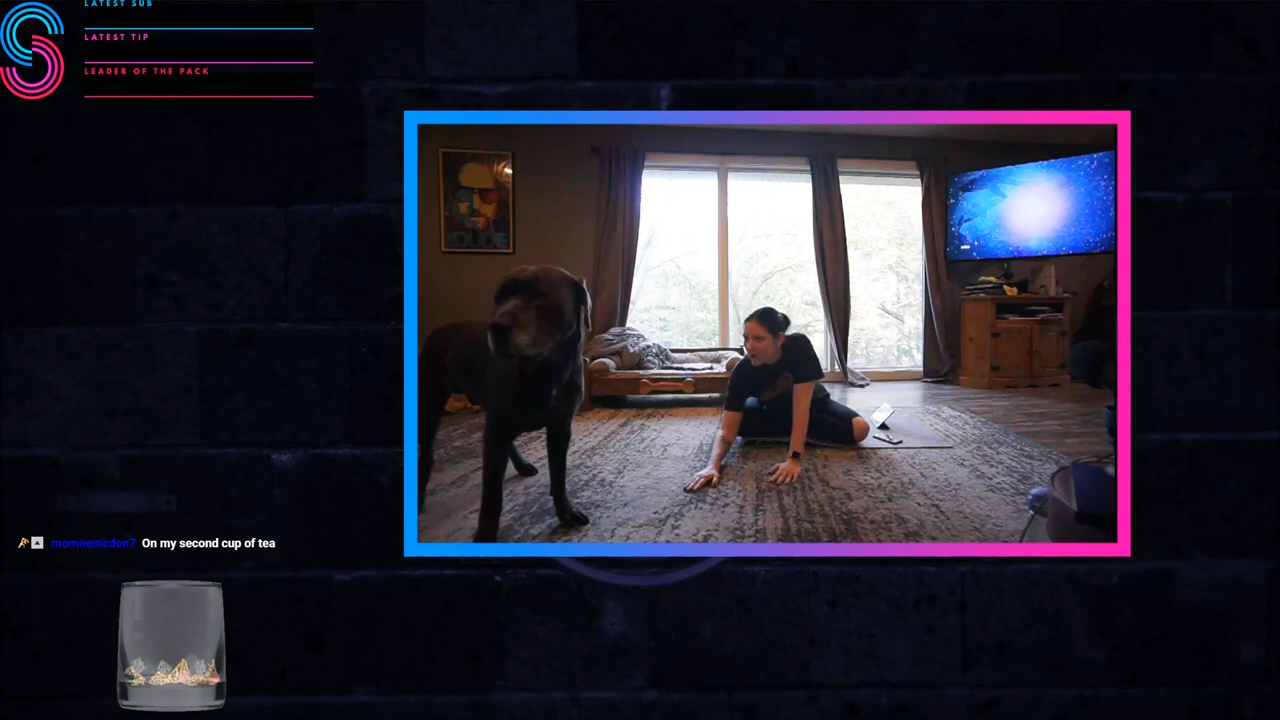 LATEST SUB
LATEST TIP
LEADER OF THE PACK
DUDE
momoemcdon7 On my second cup of tea